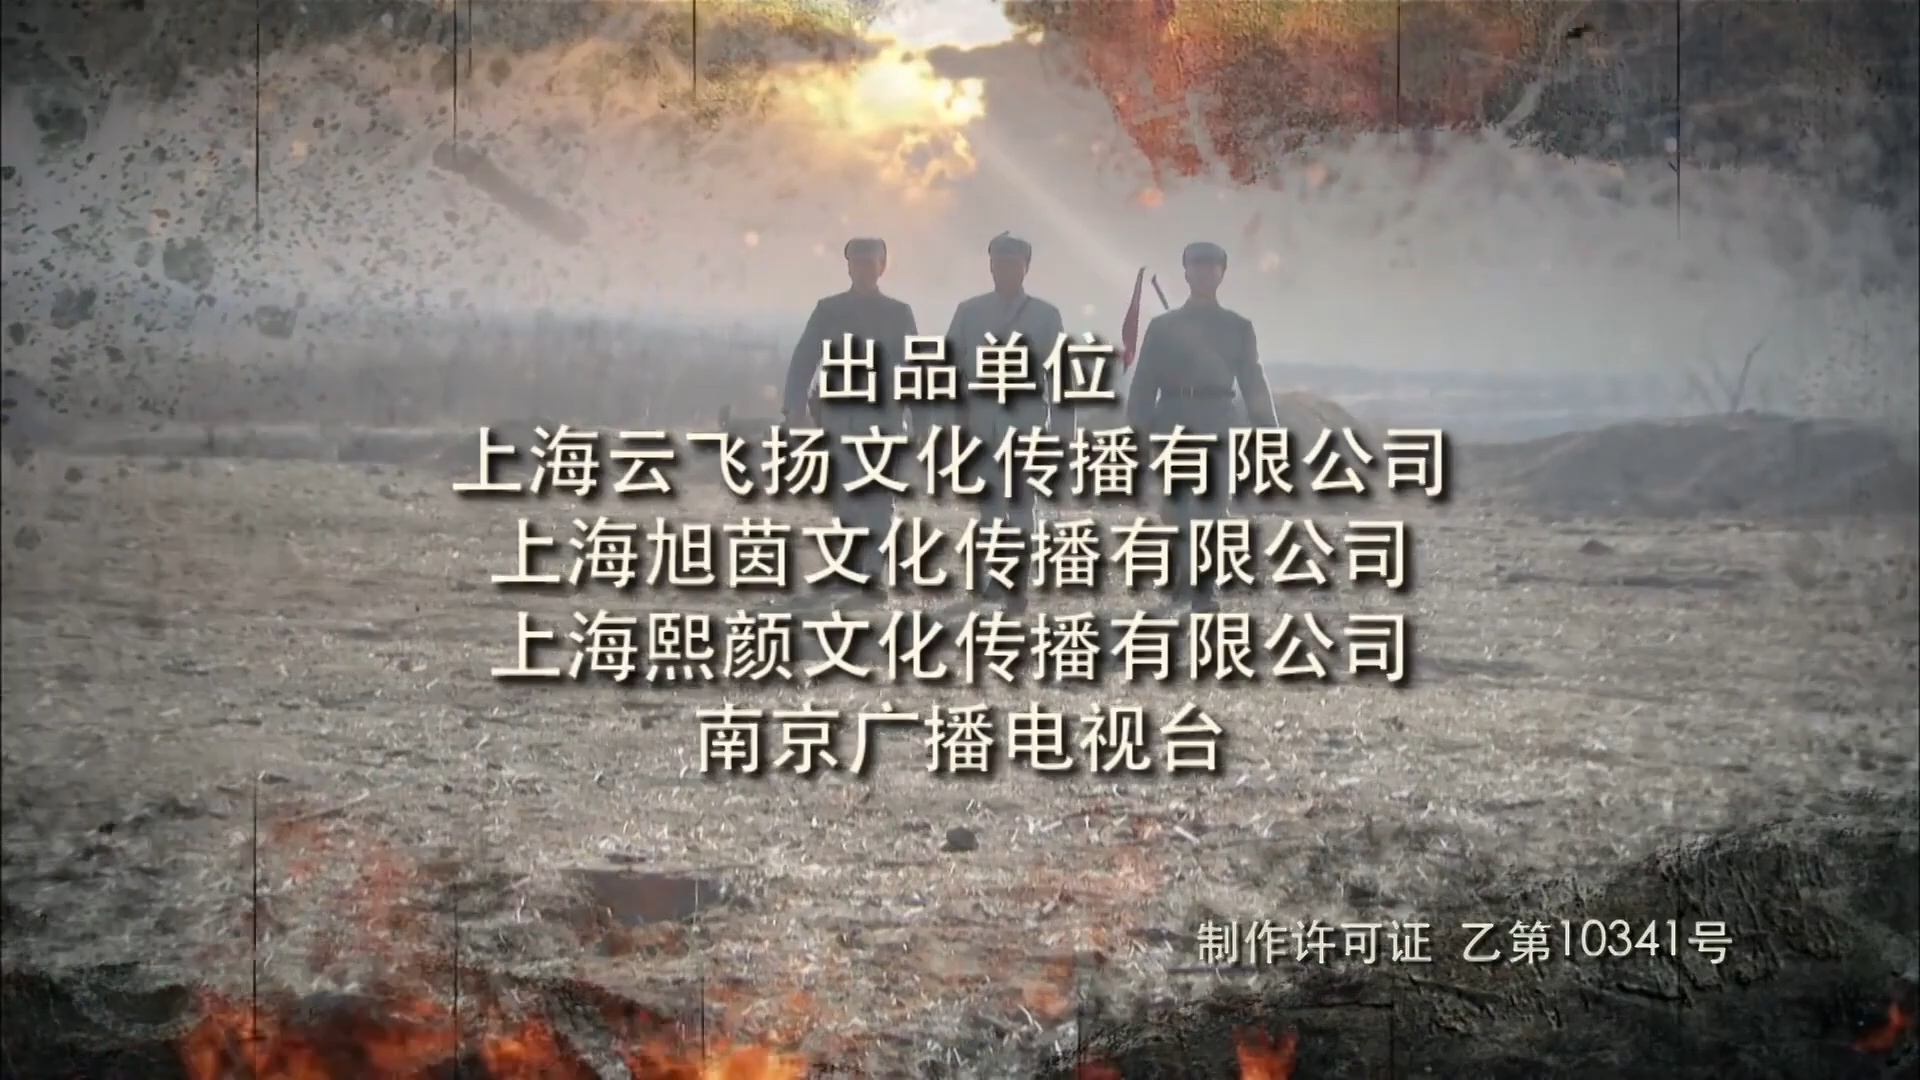 出品单位
上海云飞扬文化传播有限公司
上海旭茵文化传播有限公司
上海熙颜文化传播有限公司
南京广播电视台
制作许可证 乙第10341号